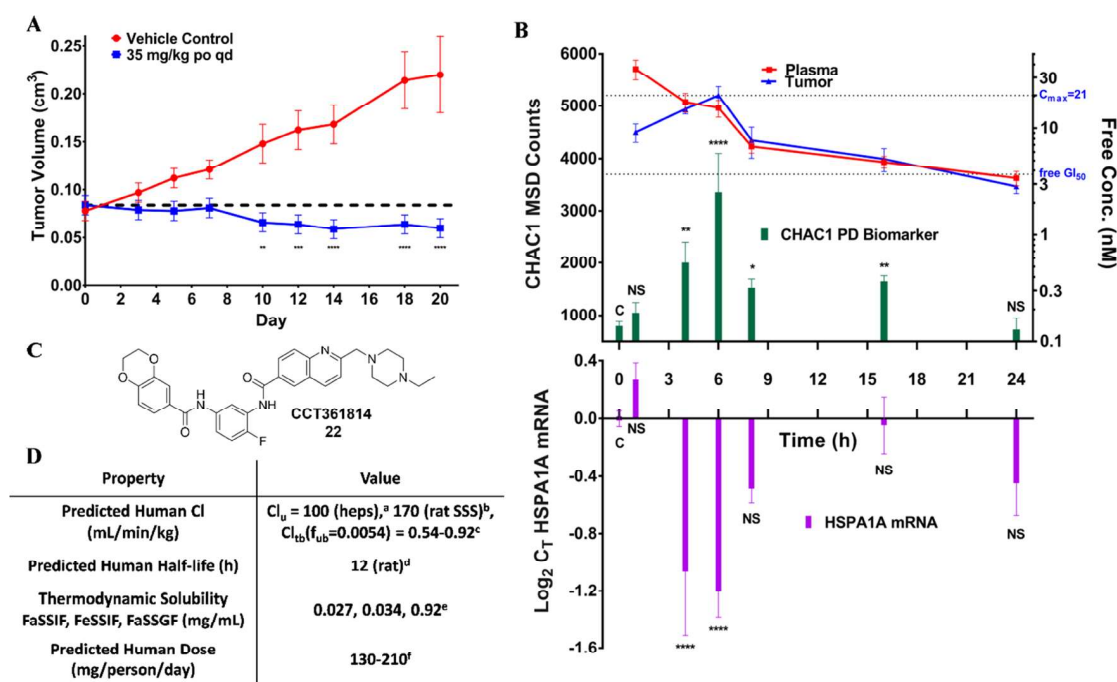 A
Vehicle Control
35 mg/kg po qd
Tumor Volume (cm³)
0.25
0.20
0.15
0.10
0.05
0.00
** *** **** **** ****
0 2 4 6 8 10 12 14 16 18 20
Day
B
Plasma
Tumor
CHAC1 MSD Counts
6000
5000
4000
3000
2000
1000
Free Conc. (nM)
30
10
3
1
0.3
0.1
Cmax=21
free GI₅₀
CHAC1 PD Biomarker
C NS ** **** * ** NS
0 3 6 9 12 15 18 21 24
Time (h)
Log₂ C_T HSPA1A mRNA
0.4
0.0
-0.4
-0.8
-1.2
-1.6
C NS **** **** NS NS NS
HSPA1A mRNA
C
O
O
O
N
H
O
NH
F
N
N
N
CCT361814
22
D
Property Value
Predicted Human Cl
(mL/min/kg)
Clᵤ = 100 (heps),ᵃ 170 (rat SSS)ᵇ,
Cl_tb(f_ub=0.0054) = 0.54-0.92ᶜ
Predicted Human Half-life (h) 12 (rat)ᵈ
Thermodynamic Solubility
FaSSIF, FeSSIF, FaSSGF (mg/mL)
0.027, 0.034, 0.92ᵉ
Predicted Human Dose
(mg/person/day)
130-210ᶠ